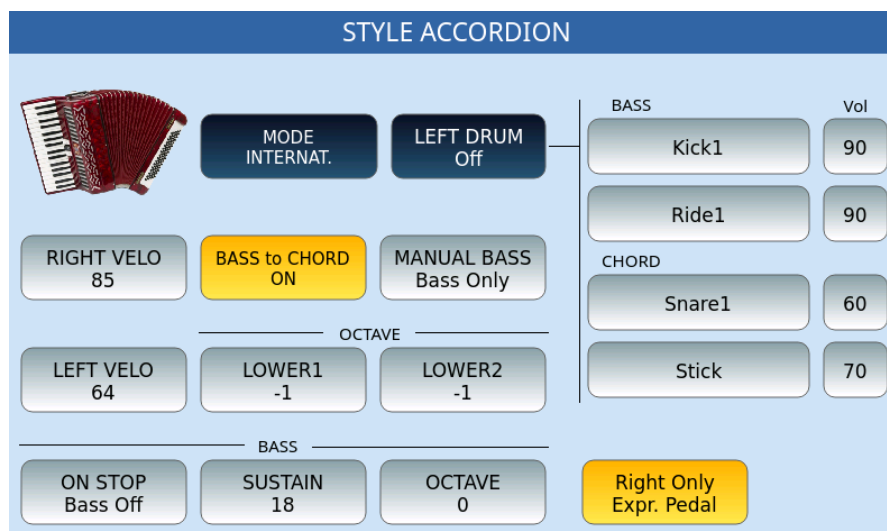 STYLE ACCORDION
BASS Vol
MODE
INTERNAT.
LEFT DRUM
Off
Kick1 90
Ride1 90
RIGHT VELO
85
BASS to CHORD
ON
MANUAL BASS
Bass Only
CHORD
Snare1 60
OCTAVE
LEFT VELO
64
LOWER1
-1
LOWER2
-1
Stick 70
BASS
ON STOP
Bass Off
SUSTAIN
18
OCTAVE
0
Right Only
Expr. Pedal